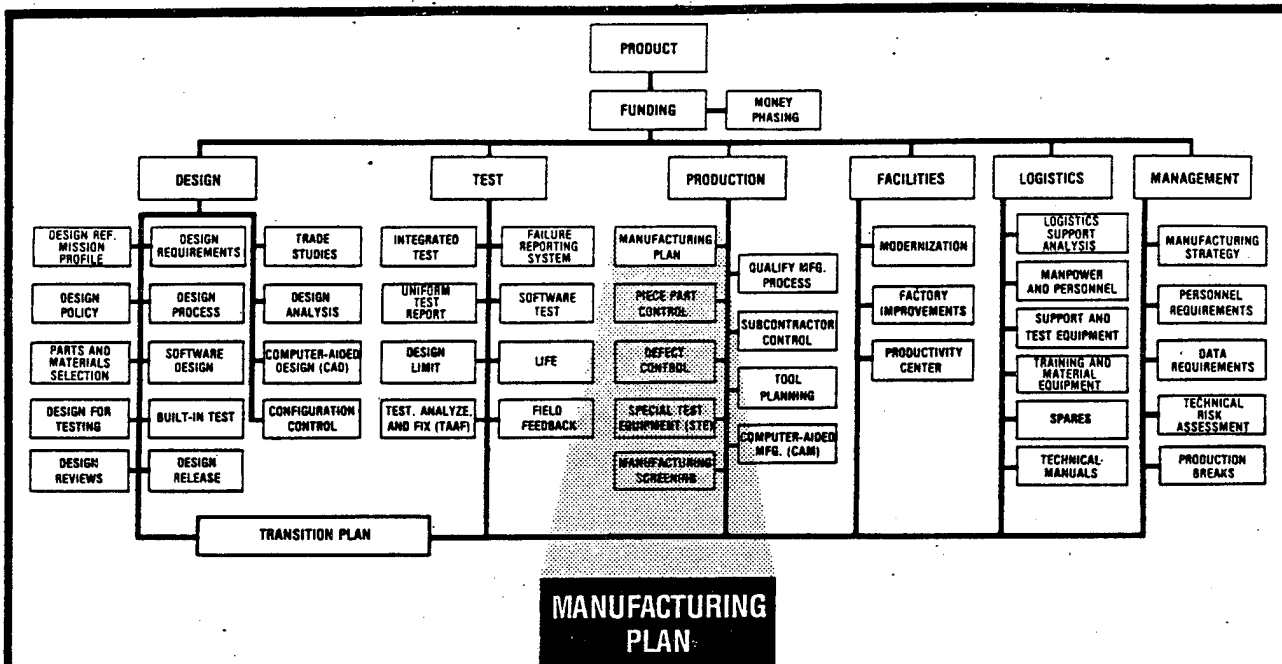 PRODUCT
FUNDING
MONEY
PHASING
DESIGN
TEST
PRODUCTION
FACILITIES
LOGISTICS
MANAGEMENT
DESIGN REF.
MISSION
PROFILE
DESIGN
REQUIREMENTS
TRADE
STUDIES
DESIGN
POLICY
DESIGN
PROCESS
DESIGN
ANALYSIS
PARTS AND
MATERIALS
SELECTION
SOFTWARE
DESIGN
COMPUTER-AIDED
DESIGN (CAD)
DESIGN FOR
TESTING
BUILT-IN TEST
CONFIGURATION
CONTROL
DESIGN
REVIEWS
DESIGN
RELEASE
INTEGRATED
TEST
FAILURE
REPORTING
SYSTEM
UNIFORM
TEST
REPORT
SOFTWARE
TEST
DESIGN
LIMIT
LIFE
TEST, ANALYZE,
AND FIX (TAAF)
FIELD
FEEDBACK
MANUFACTURING
PLAN
QUALIFY MFG.
PROCESS
PIECE PART
CONTROL
SUBCONTRACTOR
CONTROL
DEFECT
CONTROL
TOOL
PLANNING
SPECIAL TEST
EQUIPMENT (STE)
COMPUTER-AIDED
MFG. (CAM)
MANUFACTURING
SCREENING
MODERNIZATION
FACTORY
IMPROVEMENTS
PRODUCTIVITY
CENTER
LOGISTICS
SUPPORT
ANALYSIS
MANPOWER
AND PERSONNEL
SUPPORT AND
TEST EQUIPMENT
TRAINING AND
MATERIAL
EQUIPMENT
SPARES
TECHNICAL
MANUALS
MANUFACTURING
STRATEGY
PERSONNEL
REQUIREMENTS
DATA
REQUIREMENTS
TECHNICAL
RISK
ASSESSMENT
PRODUCTION
BREAKS
TRANSITION PLAN
MANUFACTURING
PLAN